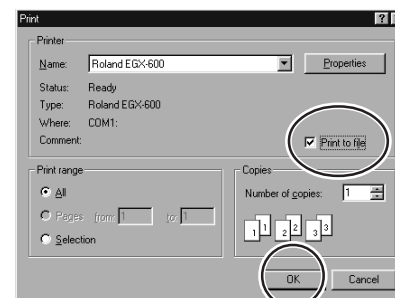 Print
Printer
Name: Roland EGX-600 Properties
Status: Ready
Type: Roland EGX-600
Where: COM1:
Comment: Print to file
Print range
All
Pages from: 1 to: 1
Selection
Copies
Number of copies: 1
1 1 2 2 3 3
OK Cancel